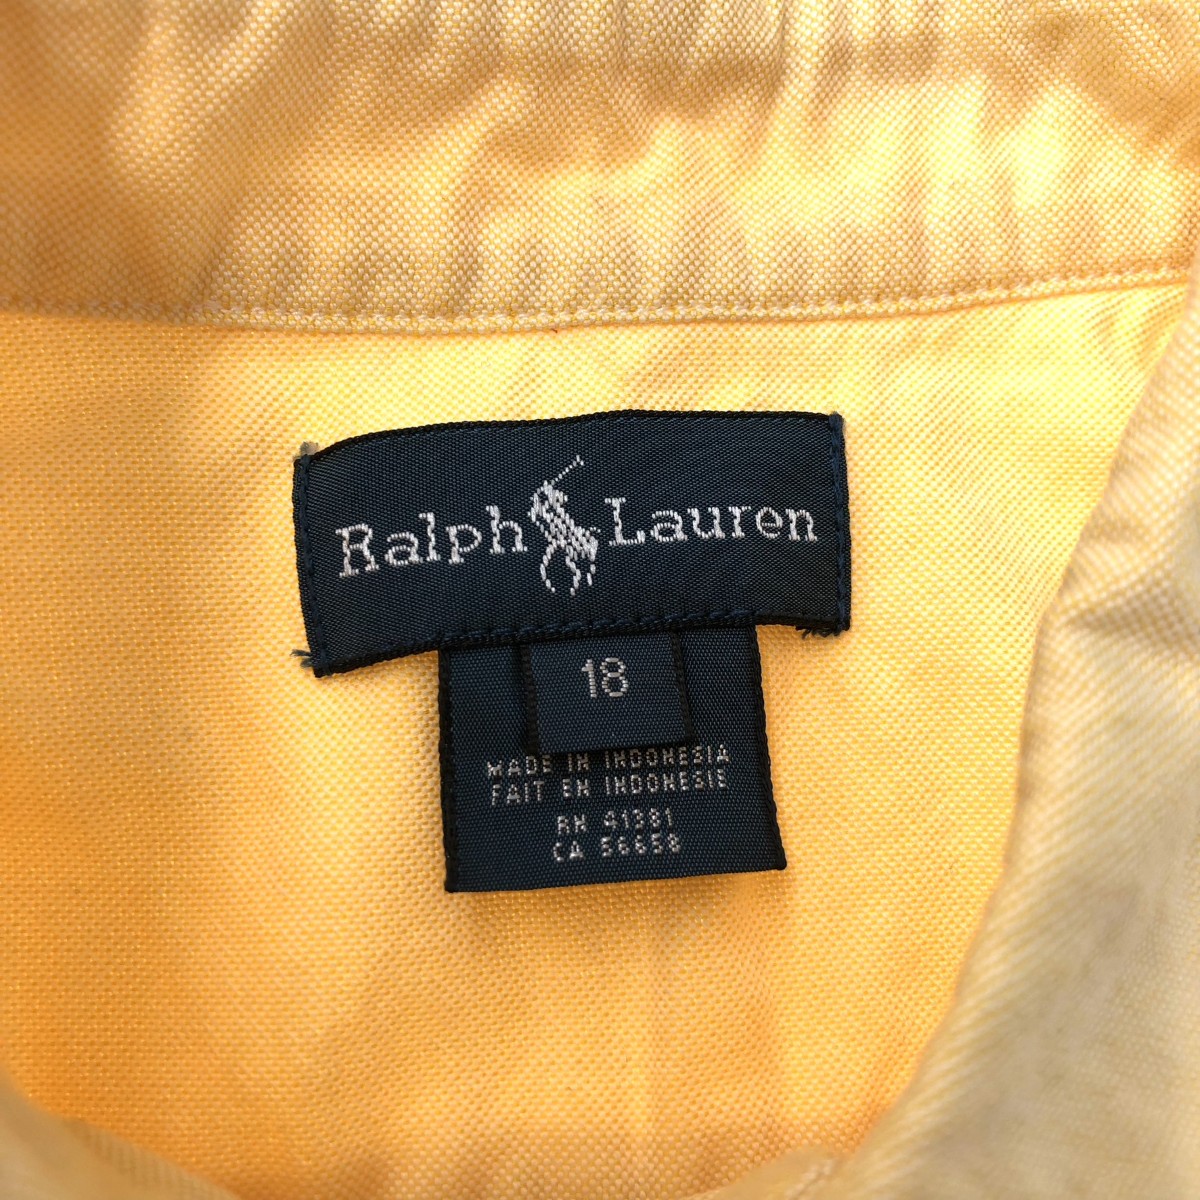 Ralph Lauren
18
MADE IN INDONESIA
FAIT EN INDONESIE
RN 41381
CA 56658